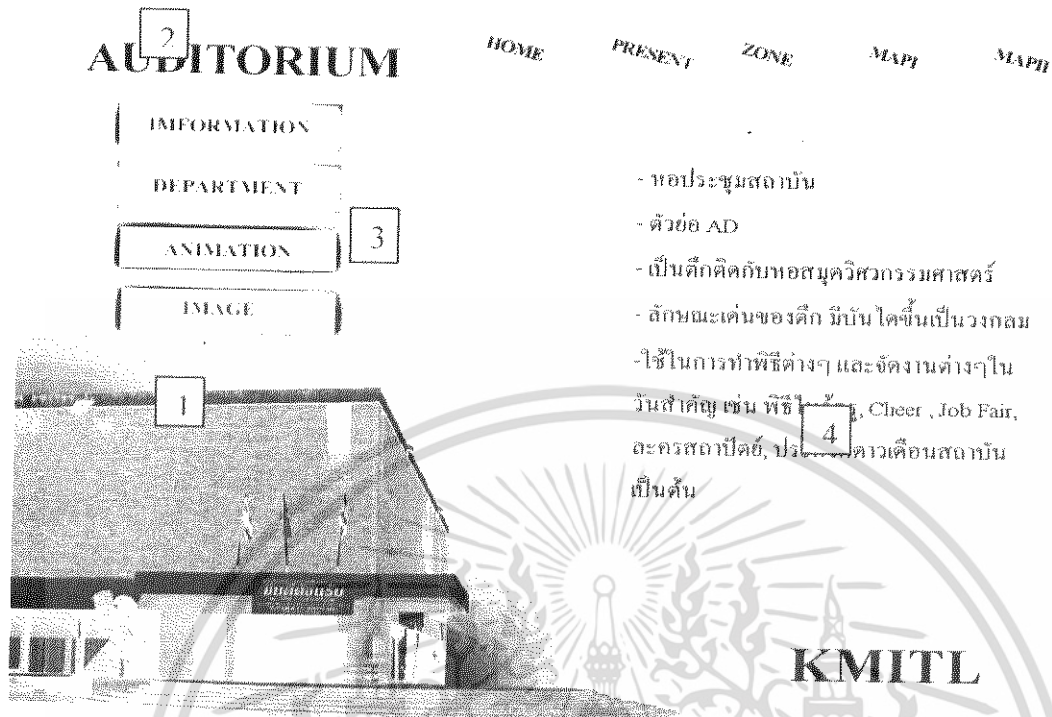 2
AUDITORIUM
HOME PRESENT ZONE MAPI MAPII
IMFORMATION
DEPARTMENT
ANIMATION
3
IMAGE
1
- หอประชุมสถาบัน
- ตัวย่อ AD
- เป็นตึกติดกับหอสมุดวิศวกรรมศาสตร์
- ลักษณะเด่นของตึก มีบันไดขึ้นเป็นวงกลม
-ใช้ในการทำพิธีต่างๆ และจัดงานต่างๆใน
วันสำคัญ เช่น พิธี , Cheer , Job Fair,
4
ละครสถาปัตย์, ดาวเดือนสถาบัน
เป็นต้น
KMITL